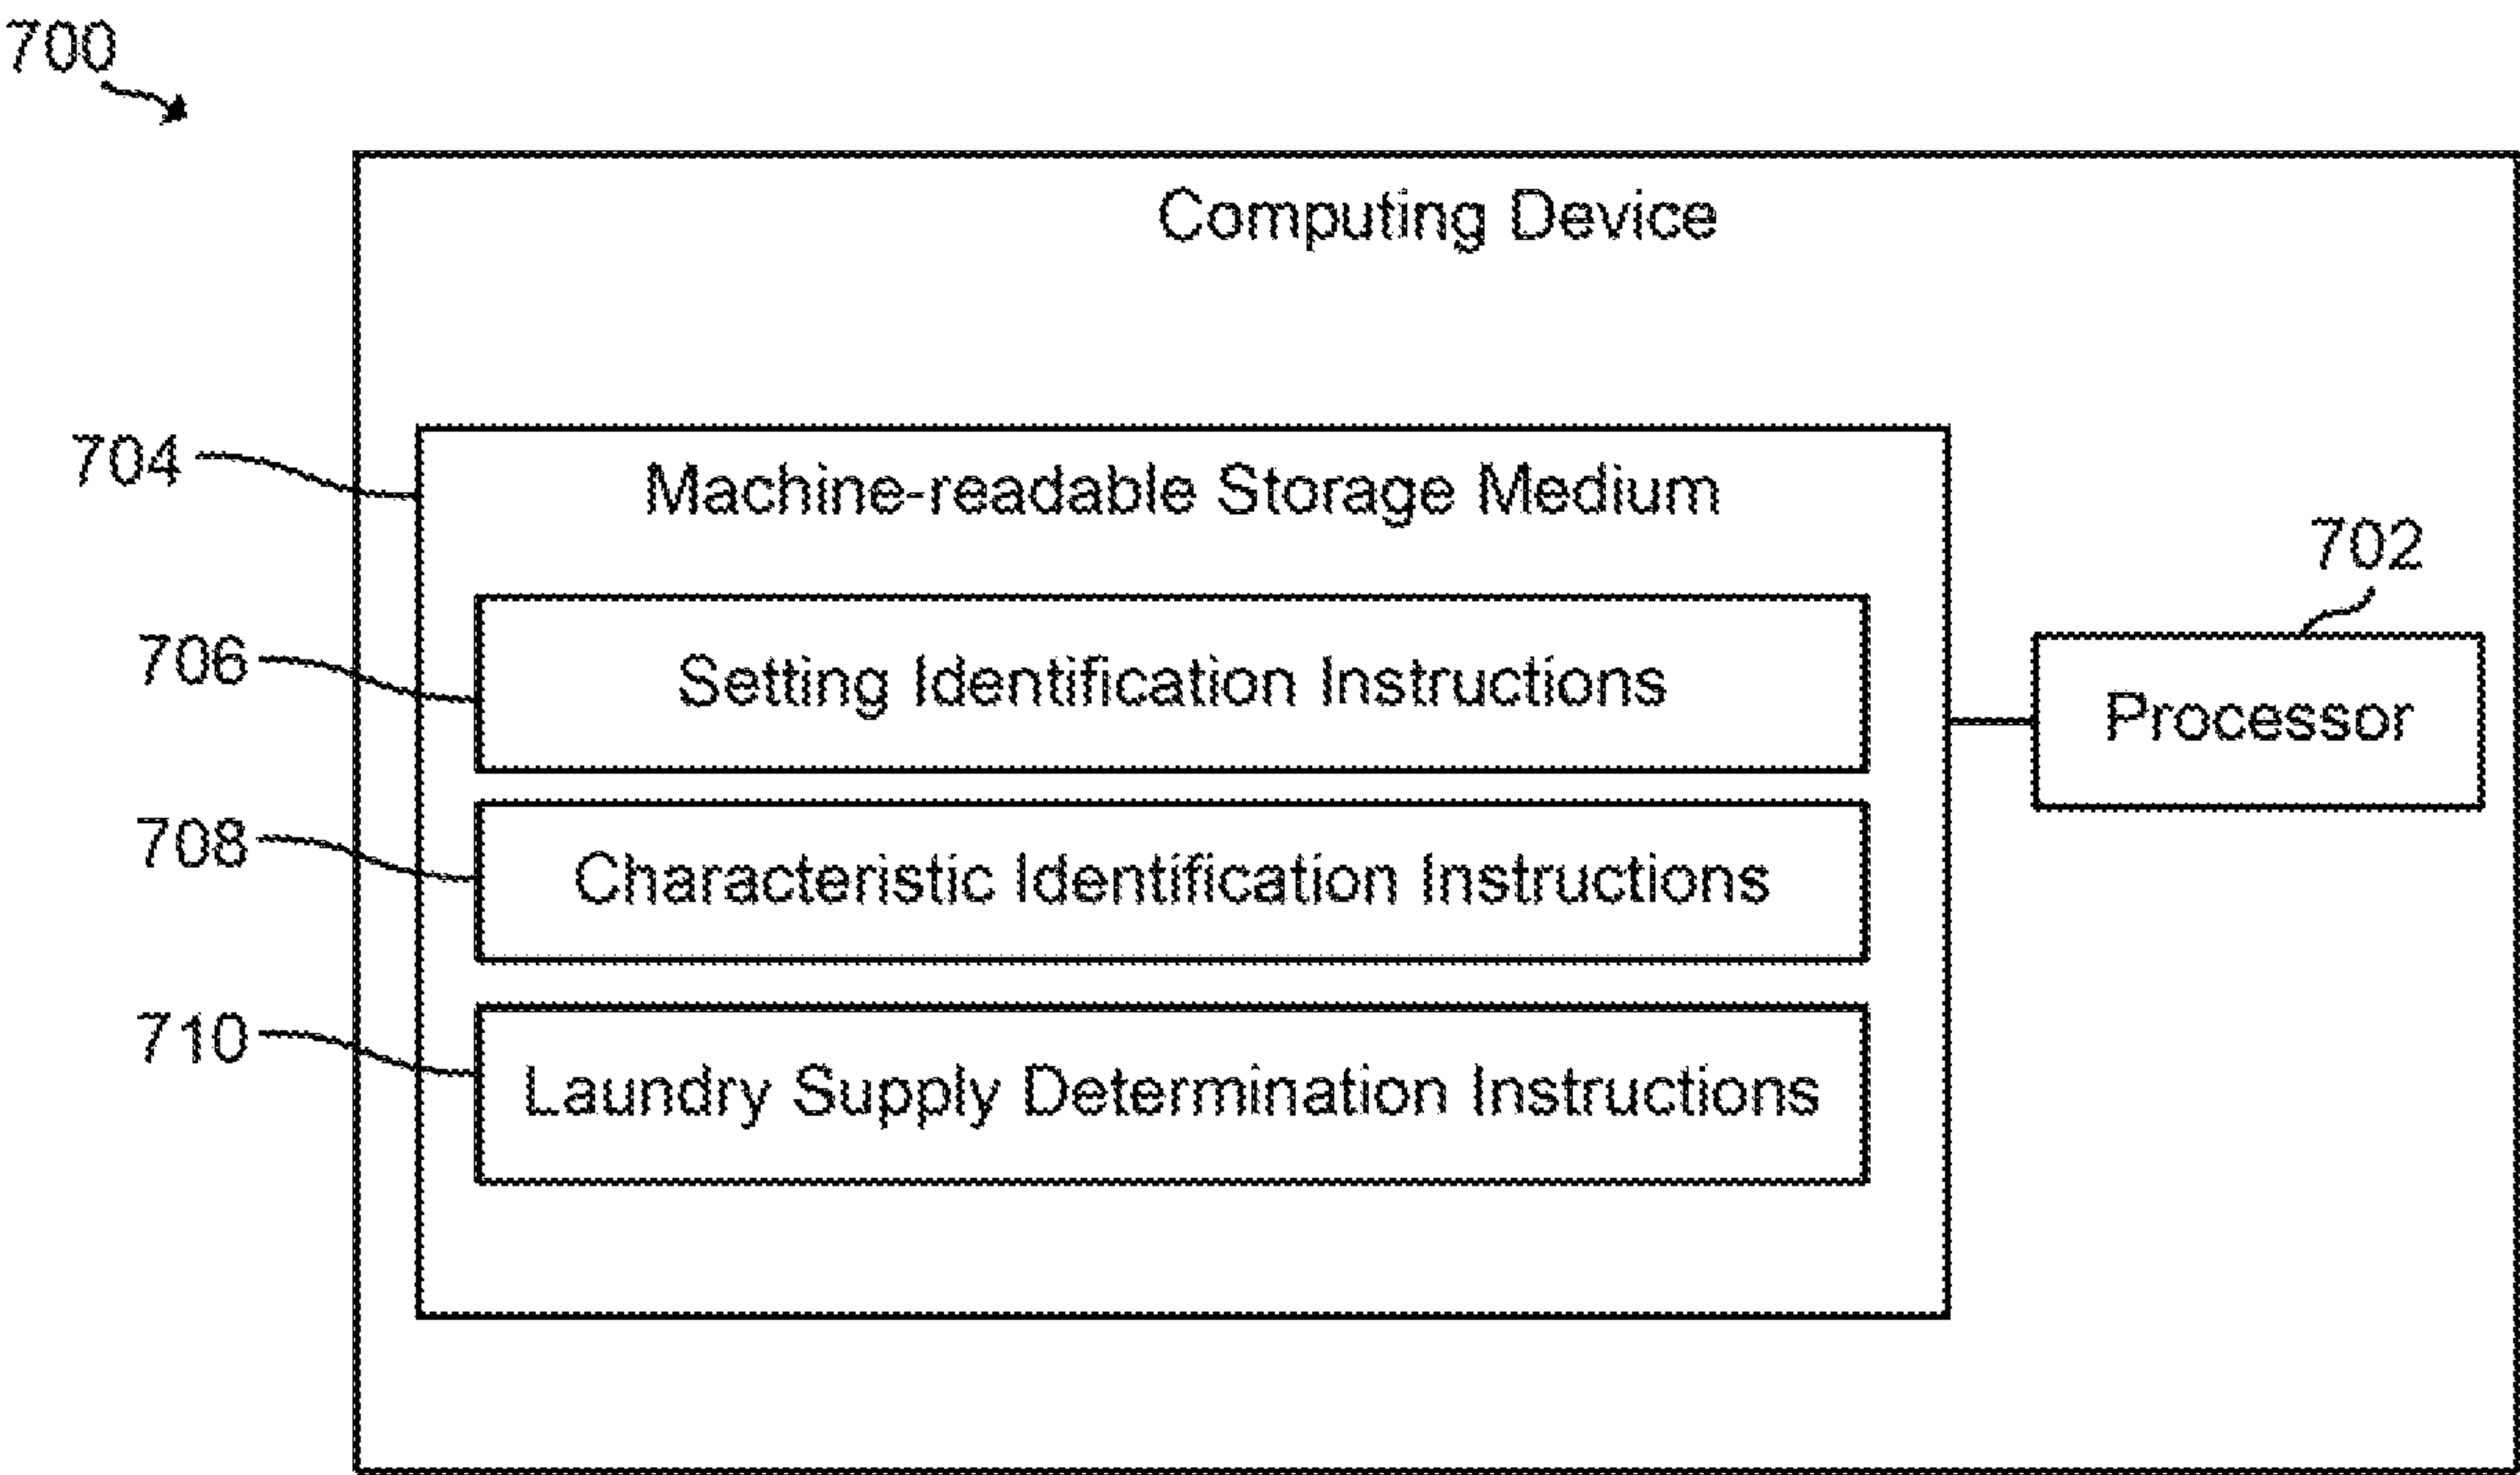 700
Computing Device
704
Machine-readable Storage Medium
702
706
Setting Identification Instructions
Processor
708
Characteristic Identification Instructions
710
Laundry Supply Determination Instructions